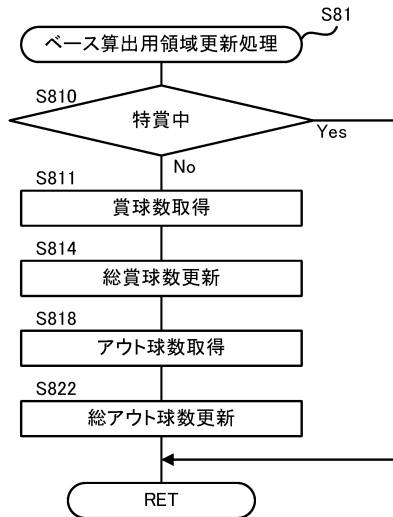 S81
ベース算出用領域更新処理
S810
特賞中
Yes
No
S811
賞球数取得
S814
総賞球数更新
S818
アウト球数取得
S822
総アウト球数更新
RET